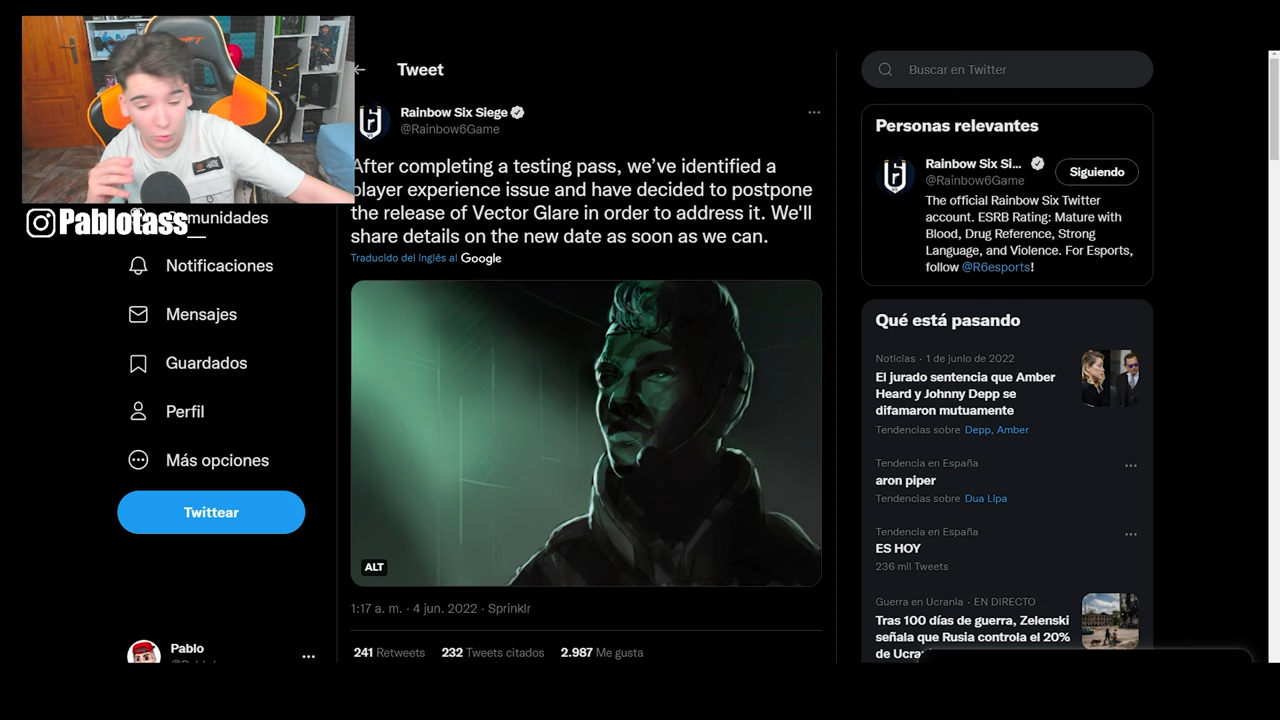 Tweet
Rainbow Six Siege
@Rainbow6Game
After completing a testing pass, we've identified a
player experience issue and have decided to postpone
the release of Vector Glare in order to address it. We'll
share details on the new date as soon as we can.
Traducido del inglés al Google
ALT
1:17 a. m. · 4 jun. 2022 · Sprinklr
241 Retweets 232 Tweets citados 2.987 Me gusta
Pablotass__
Comunidades
Notificaciones
Mensajes
Guardados
Perfil
Más opciones
Twittear
Pablo
Buscar en Twitter
Personas relevantes
Rainbow Six Si...
@Rainbow6Game
Siguiendo
The official Rainbow Six Twitter
account. ESRB Rating: Mature with
Blood, Drug Reference, Strong
Language, and Violence. For Esports,
follow @R6esports!
Qué está pasando
Noticias · 1 de junio de 2022
El jurado sentencia que Amber
Heard y Johnny Depp se
difamaron mutuamente
Tendencias sobre Depp, Amber
Tendencia en España
aron piper
Tendencias sobre Dua Lipa
Tendencia en España
ES HOY
236 mil Tweets
Guerra en Ucrania · EN DIRECTO
Tras 100 días de guerra, Zelenski
señala que Rusia controla el 20%
de Ucra